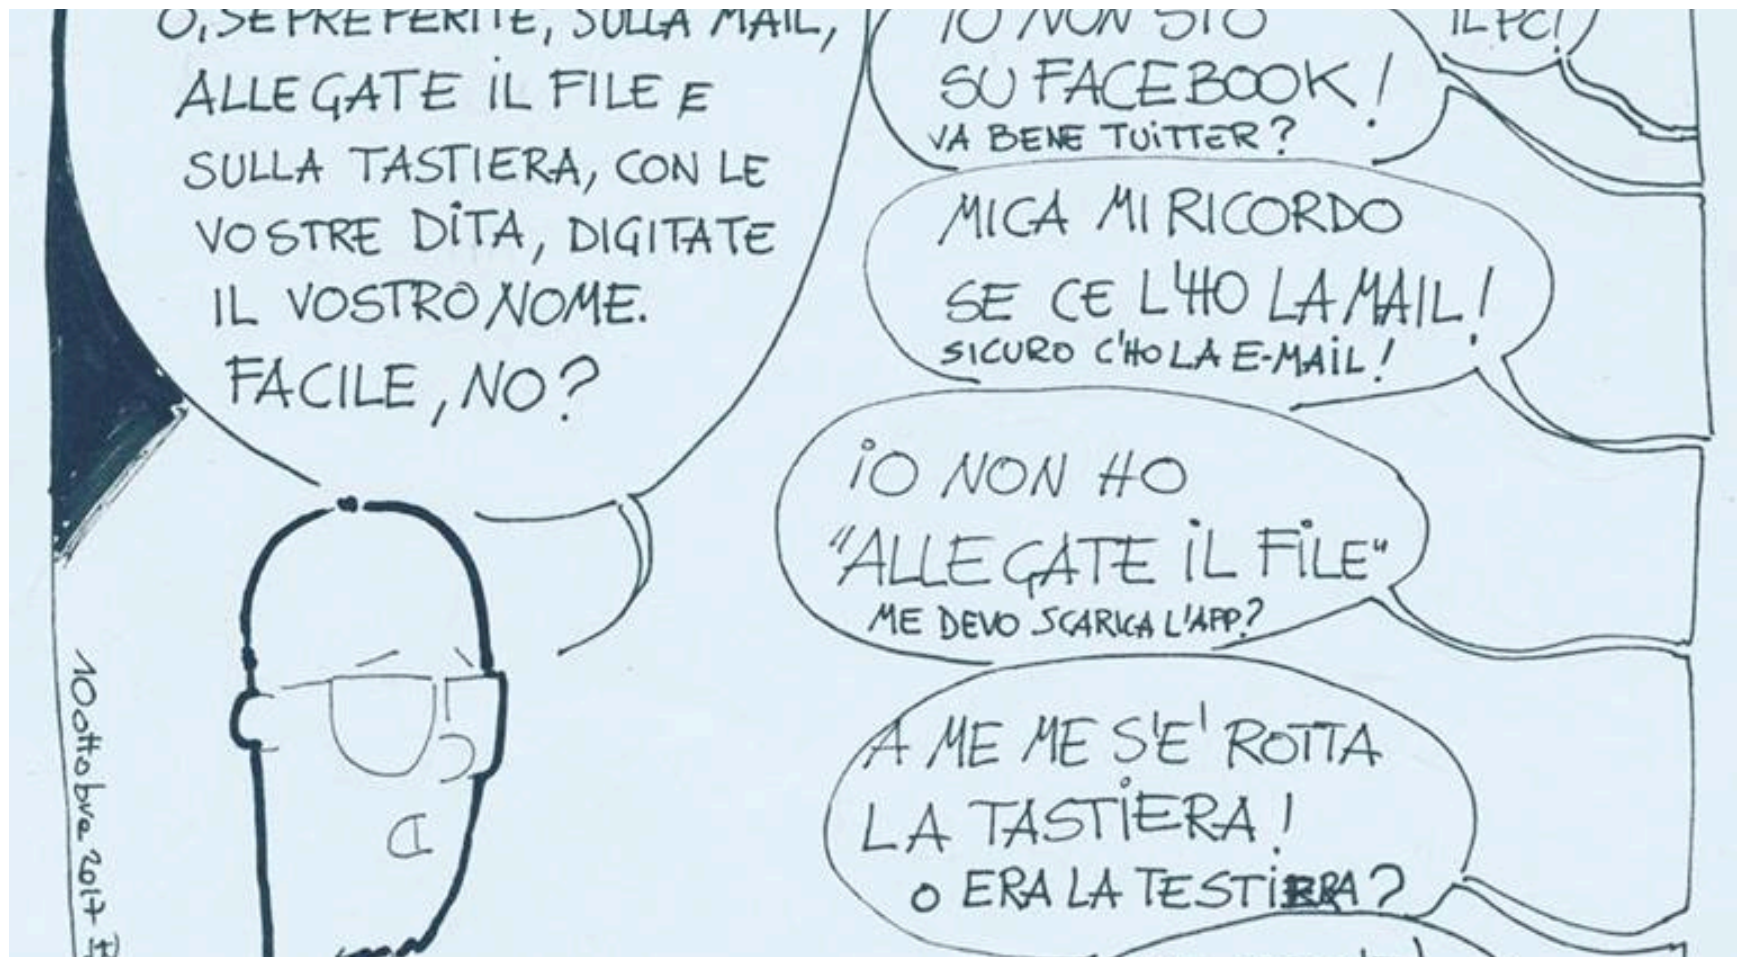 O, SE PREFERITE, SULLA MAIL,
ALLEGATE IL FILE E
SULLA TASTIERA, CON LE
VOSTRE DITA, DIGITATE
IL VOSTRO NOME.
FACILE, NO?
IL PC!
IO NON STO
SU FACEBOOK!
VA BENE TUITTER?
MICA MI RICORDO
SE CE L'HO LA MAIL!
SICURO C'HO LA E-MAIL!
IO NON HO
"ALLEGATE IL FILE"
ME DEVO SCARICA L'APP?
A ME ME S'E' ROTTA
LA TASTIERA!
O ERA LA TESTIERA?
10 ottobre 2017